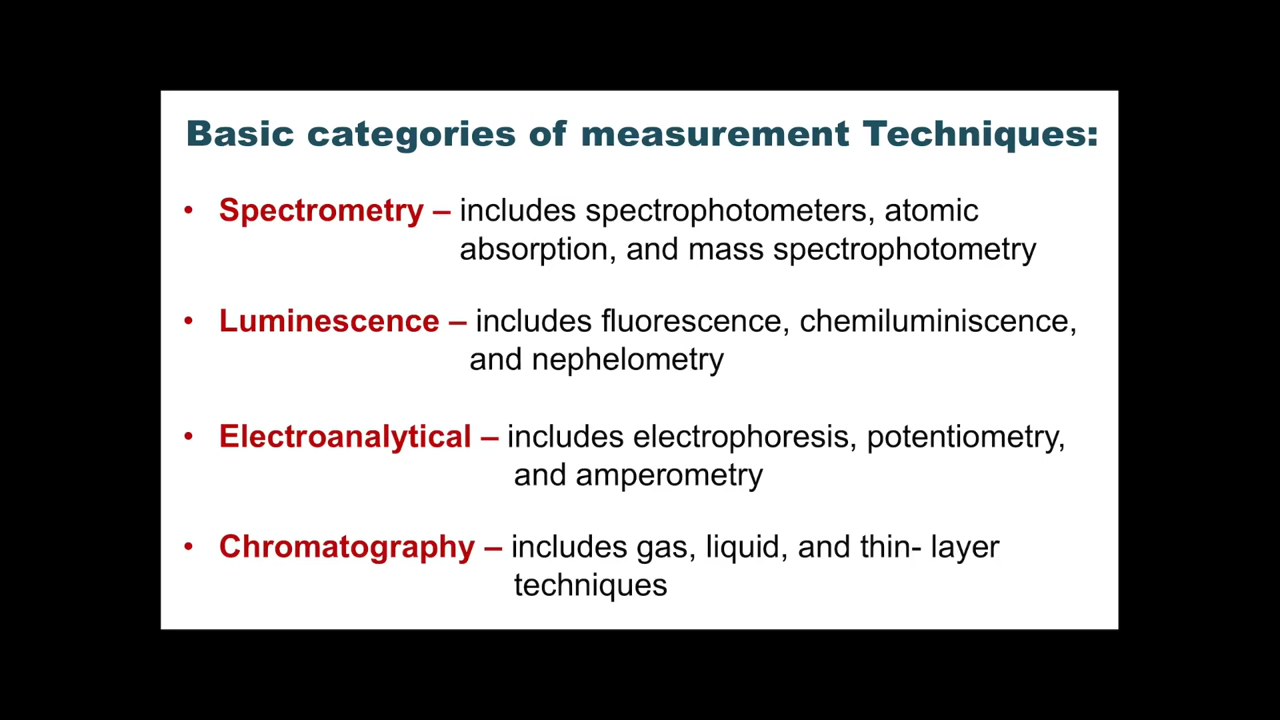 Basic categories of measurement Techniques:
• Spectrometry – includes spectrophotometers, atomic
absorption, and mass spectrophotometry
• Luminescence – includes fluorescence, chemiluminiscence,
and nephelometry
• Electroanalytical – includes electrophoresis, potentiometry,
and amperometry
• Chromatography – includes gas, liquid, and thin- layer
techniques